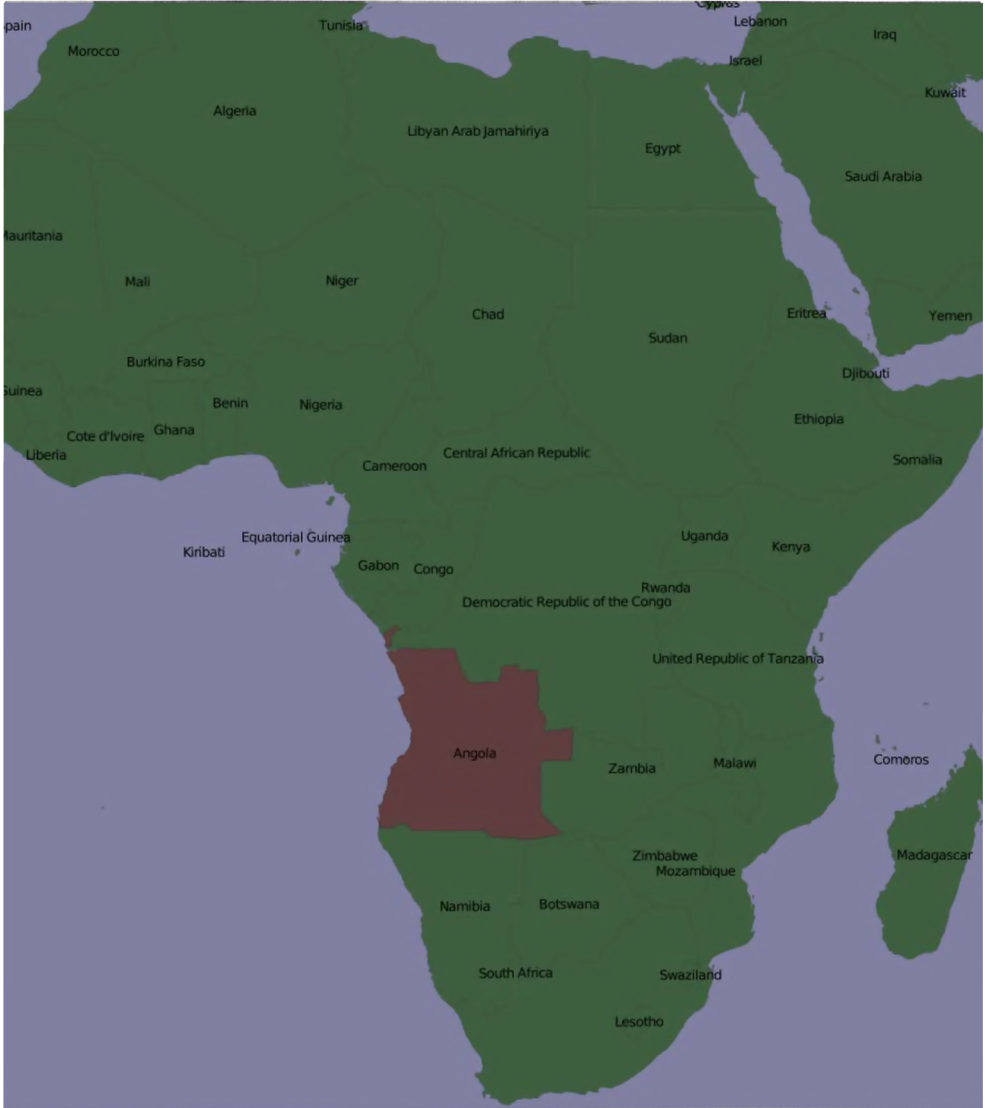 Cyprus
Spain
Tunisia
Lebanon
Iraq
Morocco
Israel
Kuwait
Algeria
Libyan Arab Jamahiriya
Egypt
Saudi Arabia
Mauritania
Mali
Niger
Chad
Eritrea
Yemen
Sudan
Burkina Faso
Djibouti
Guinea
Benin
Nigeria
Ethiopia
Cote d'Ivoire
Ghana
Liberia
Central African Republic
Cameroon
Somalia
Equatorial Guinea
Uganda
Kiribati
Kenya
Gabon
Congo
Rwanda
Democratic Republic of the Congo
United Republic of Tanzania
Angola
Comoros
Zambia
Malawi
Zimbabwe
Madagascar
Mozambique
Namibia
Botswana
South Africa
Swaziland
Lesotho